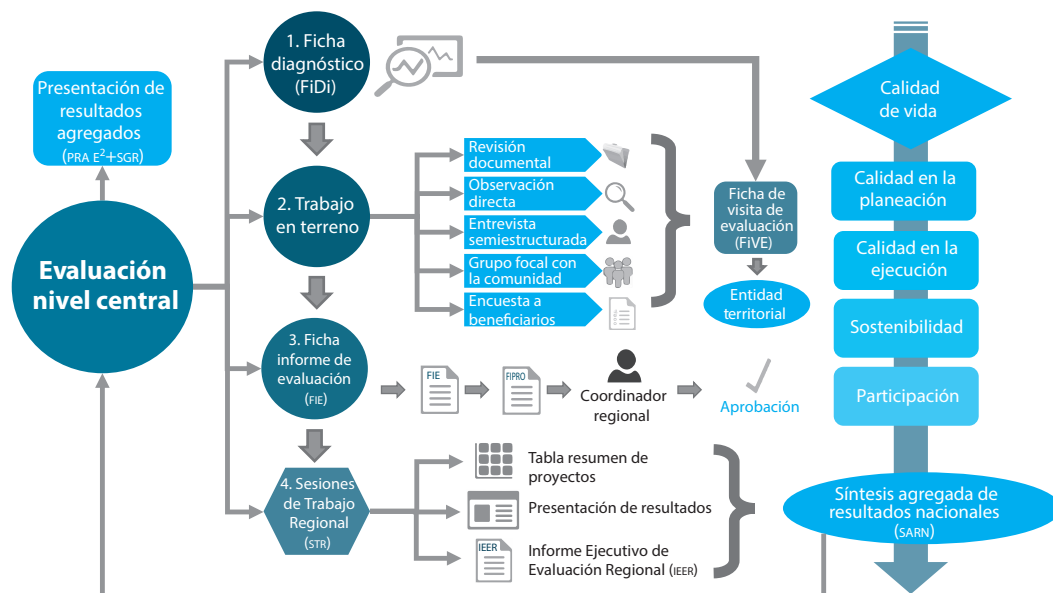 Presentación de
resultados
agregados
(PRA E²+SGR)
Evaluación
nivel central
1. Ficha
diagnóstico
(FiDi)
2. Trabajo
en terreno
3. Ficha
informe de
evaluación
(FIE)
4. Sesiones
de Trabajo
Regional
(STR)
Revisión
documental
Observación
directa
Entrevista
semiestructurada
Grupo focal con
la comunidad
Encuesta a
beneficiarios
Ficha de
visita de
evaluación
(FiVE)
Entidad
territorial
FIE
FIPRO
Coordinador
regional
Aprobación
Tabla resumen de
proyectos
Presentación de resultados
IEER
Informe Ejecutivo de
Evaluación Regional (IEER)
Calidad
de vida
Calidad en la
planeación
Calidad en la
ejecución
Sostenibilidad
Participación
Síntesis agregada de
resultados nacionales
(SARN)